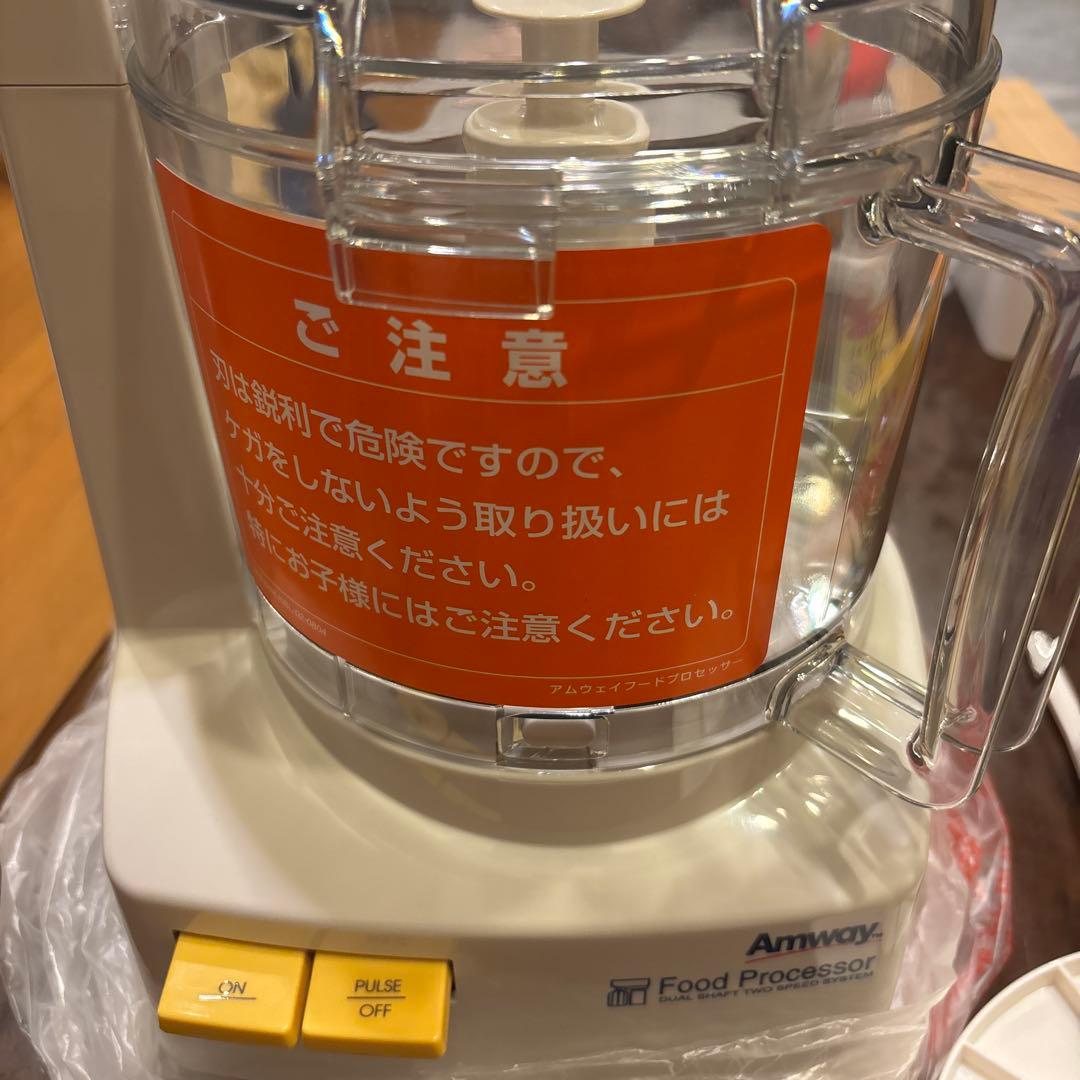 ご注意
刃は鋭利で危険ですので、
ケガをしないよう取り扱いには
十分ご注意ください。
特にお子様にはご注意ください。
アムウェイフードプロセッサー
ON
PULSE
OFF
Amway™
Food Processor
DUAL SHAFT TWO SPEED SYSTEM